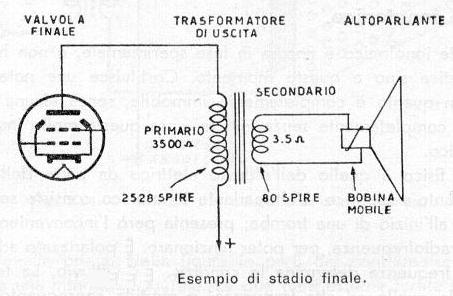 VALVOLA
FINALE
TRASFORMATORE
DI USCITA
ALTOPARLANTE
SECONDARIO
PRIMARIO
3500 Ω
3.5 Ω
2528 SPIRE
80 SPIRE
BOBINA
MOBILE
+
Esempio di stadio finale.